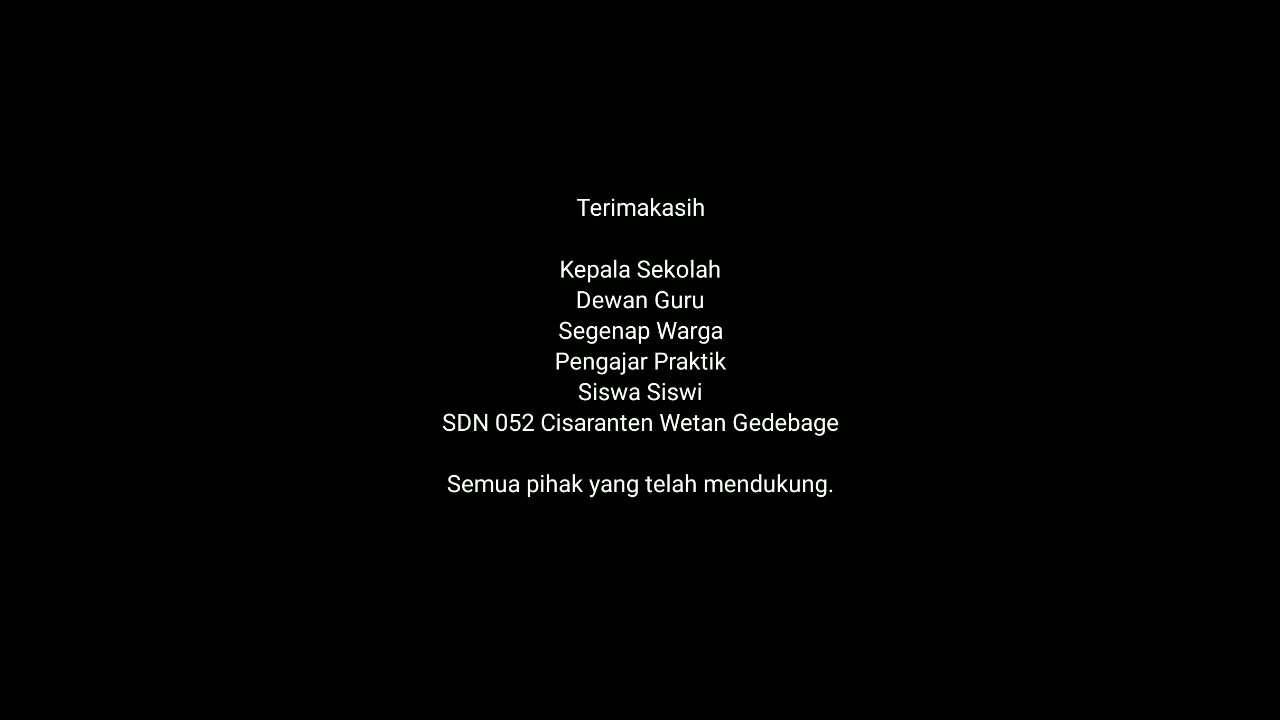 Terimakasih
Kepala Sekolah
Dewan Guru
Segenap Warga
Pengajar Praktik
Siswa Siswi
SDN 052 Cisaranten Wetan Gedebage
Semua pihak yang telah mendukung.